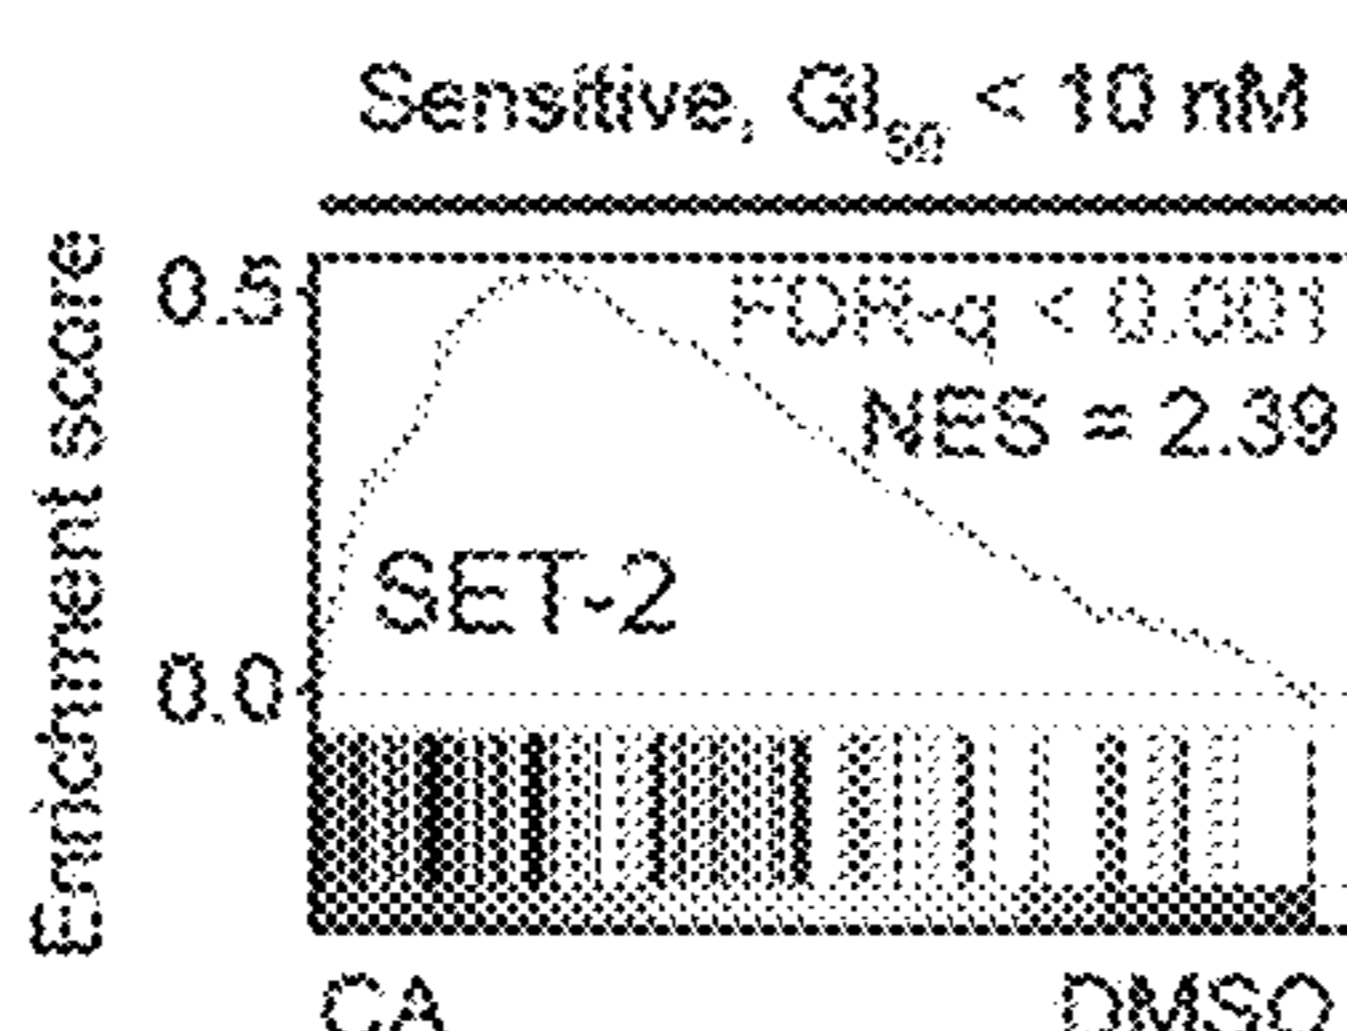 Sensitive, GI50 < 10 nM
Enrichment score
0.5
FDR-q < 0.001
NES = 2.39
SET-2
0.0
CA
DMSO